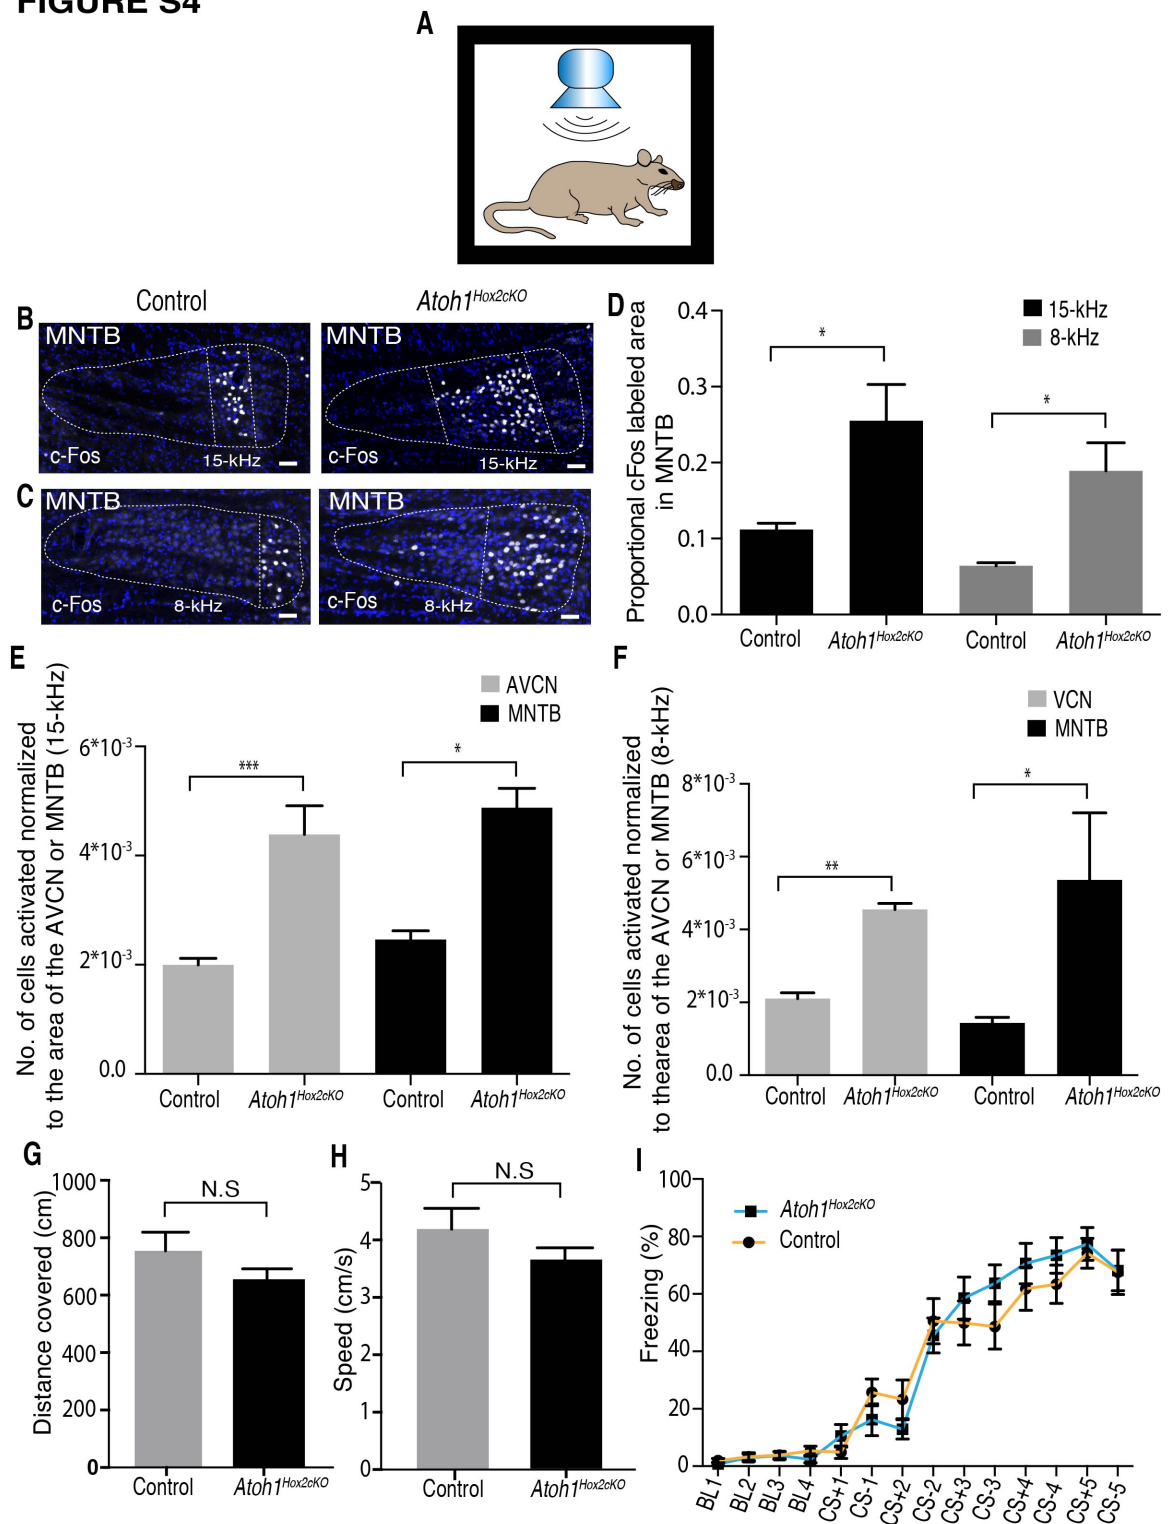 FIGURE S4
A
Control
Atoh1Hox2cKO
B
MNTB
c-Fos
15-kHz
MNTB
c-Fos
15-kHz
C
MNTB
c-Fos
8-kHz
MNTB
c-Fos
8-kHz
D
Proportional cFos labeled area
in MNTB
0.4
0.3
0.2
0.1
0.0
15-kHz
8-kHz
*
*
Control
Atoh1Hox2cKO
Control
Atoh1Hox2cKO
E
No. of cells activated normalized
to the area of the AVCN or MNTB (15-kHz)
AVCN
MNTB
6*10-3
4*10-3
2*10-3
0.0
***
*
Control
Atoh1Hox2cKO
Control
Atoh1Hox2cKO
F
No. of cells activated normalized
to thearea of the AVCN or MNTB (8-kHz)
VCN
MNTB
8*10-3
6*10-3
4*10-3
2*10-3
0.0
**
*
Control
Atoh1Hox2cKO
Control
Atoh1Hox2cKO
G
Distance covered (cm)
1000
800
600
400
200
0
N.S
Control
Atoh1Hox2cKO
H
Speed (cm/s)
5
4
3
2
1
0
N.S
Control
Atoh1Hox2cKO
I
Freezing (%)
100
80
60
40
20
0
Atoh1Hox2cKO
Control
BL1
BL2
BL3
BL4
CS+1
CS-1
CS+2
CS-2
CS+3
CS-3
CS+4
CS-4
CS+5
CS-5